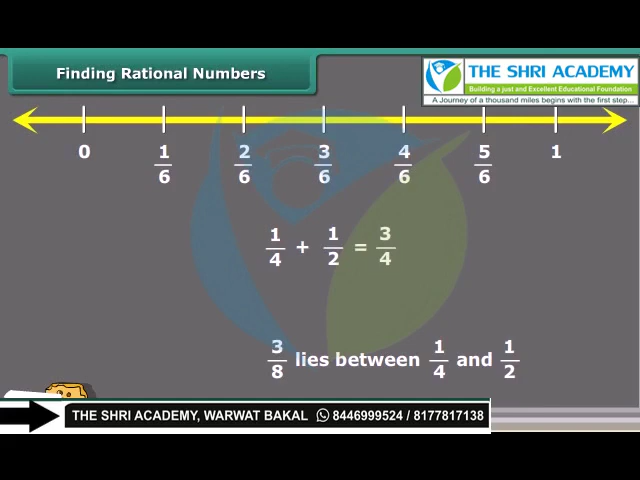 Finding Rational Numbers
THE SHRI ACADEMY
Building a just and Excellent Educational Foundation
A Journey of a thousand miles begins with the first step...
0 1/6 2/6 3/6 4/6 5/6 1
1/4 + 1/2 = 3/4
3/8 lies between 1/4 and 1/2
THE SHRI ACADEMY, WARWAT BAKAL 8446999524 / 8177817138